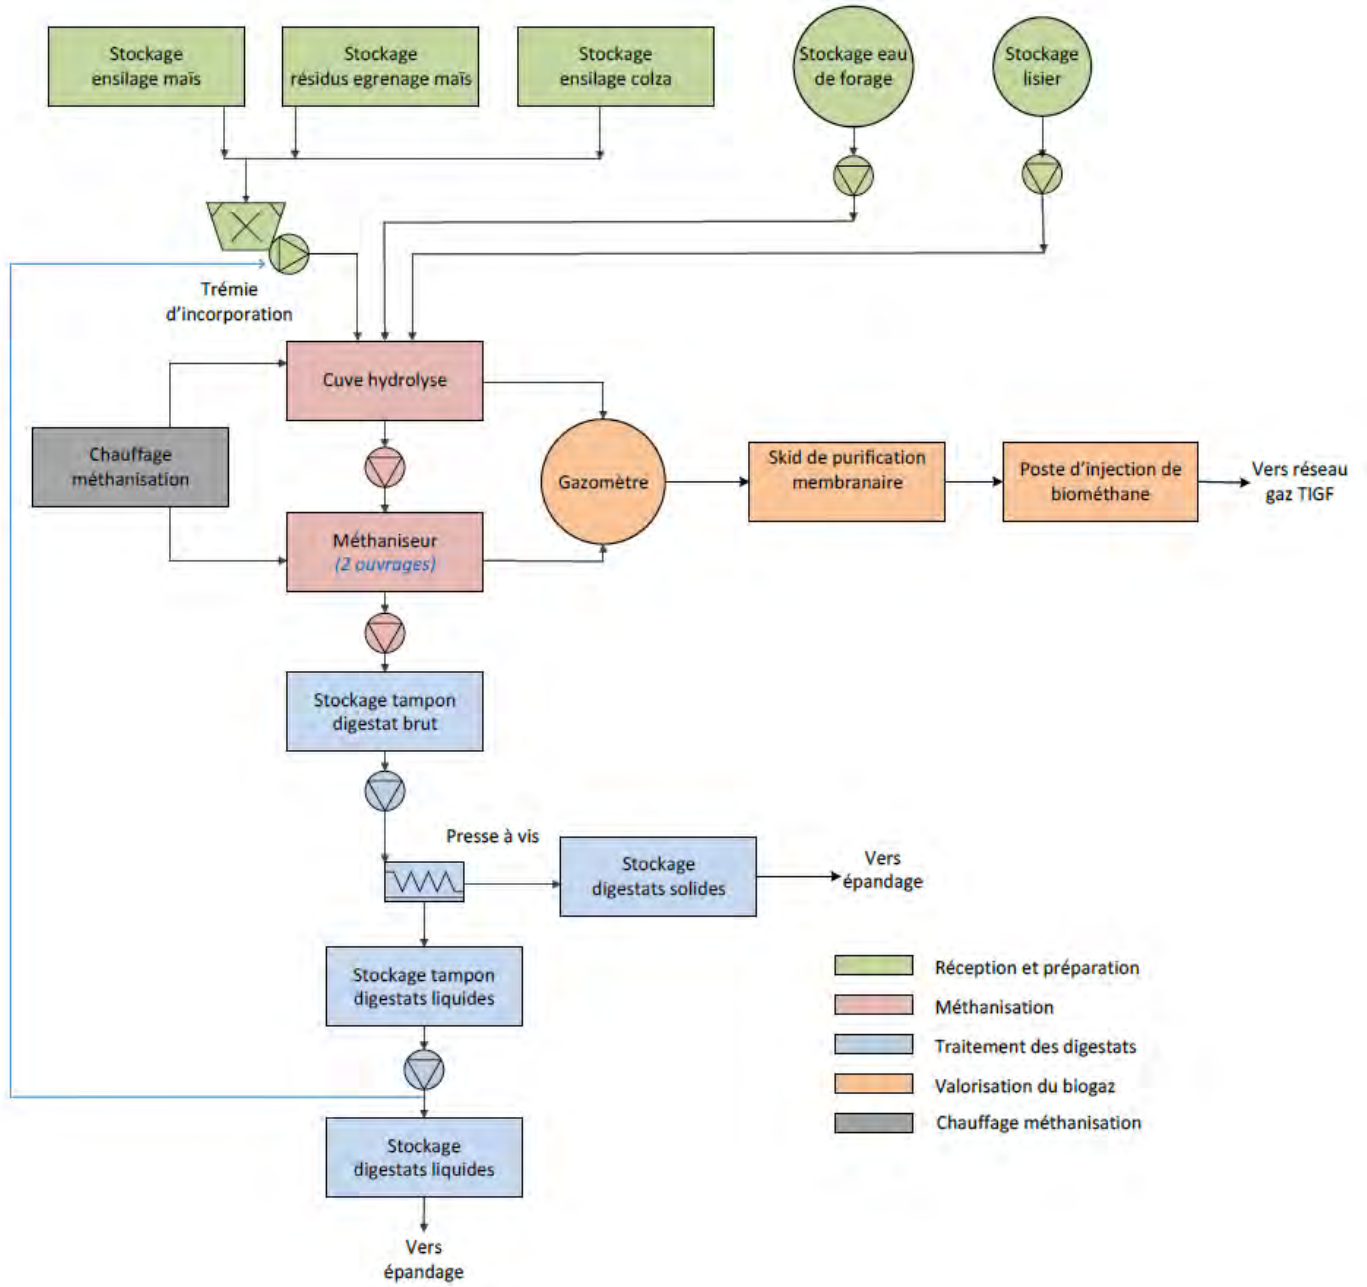 Stockage
ensilage maïs
Stockage
résidus egrenage maïs
Stockage
ensilage colza
Stockage eau
de forage
Stockage
lisier
Trémie
d'incorporation
Cuve hydrolyse
Chauffage
méthanisation
Gazomètre
Skid de purification
membranaire
Poste d'injection de
biométhane
Vers réseau
gaz TIGF
Méthaniseur
(2 ouvrages)
Stockage tampon
digestat brut
Presse à vis
Stockage
digestats solides
Vers
épandage
Stockage tampon
digestats liquides
Stockage
digestats liquides
Vers
épandage
Réception et préparation
Méthanisation
Traitement des digestats
Valorisation du biogaz
Chauffage méthanisation